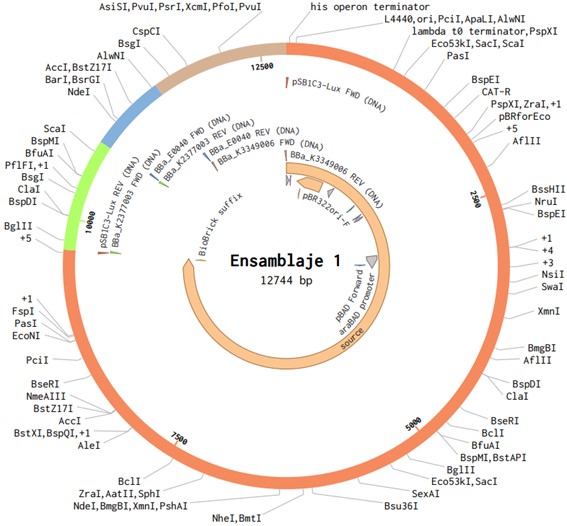 AsiSI,PvuI,PsrI,XcmI,PfoI,PvuI
his operon terminator
L4440,ori,PciI,ApaLI,AlwNI
lambda t0 terminator,PspXI
Eco53kI,SacI,ScaI
PasI
BspEI
CAT-R
PspXI,ZraI,+1
pBRforEco
+5
AflII
BssHII
NruI
BspEI
+1
+4
+3
NsiI
SwaI
XmnI
BmgBI
AflII
BspDI
ClaI
BseRI
BclI
BfuAI
BspMI,BstAPI
BglII
Eco53kI,SacI
SexAI
Bsu36I
NheI,BmtI
NdeI,BmgBI,XmnI,PshAI
ZraI,AatII,SphI
BclI
AleI
BstXI,BspQI,+1
AccI
BstZ17I
NmeAIII
BseRI
PciI
EcoNI
PasI
FspI
+1
+5
BglII
BspDI
ClaI
BsgI
PflFI,+1
BfuAI
BspMI
ScaI
NdeI
BarI,BsrGI
AccI,BstZ17I
AlwNI
BsgI
CspCI
12500
2500
5000
7500
10000
pSB1C3-Lux FWD (DNA)
BBa_E0040 FWD (DNA)
BBa_K2377003 REV (DNA)
BBa_E0040 REV (DNA)
BBa_K3349006 FWD (DNA)
BBa_K3349006 REV (DNA)
pSB1C3-Lux REV (DNA)
BBa_K2377003 FWD (DNA)
pBR322ori-F
BioBrick suffix
pBAD Forward
araBAD promoter
source
Ensamblaje 1
12744 bp